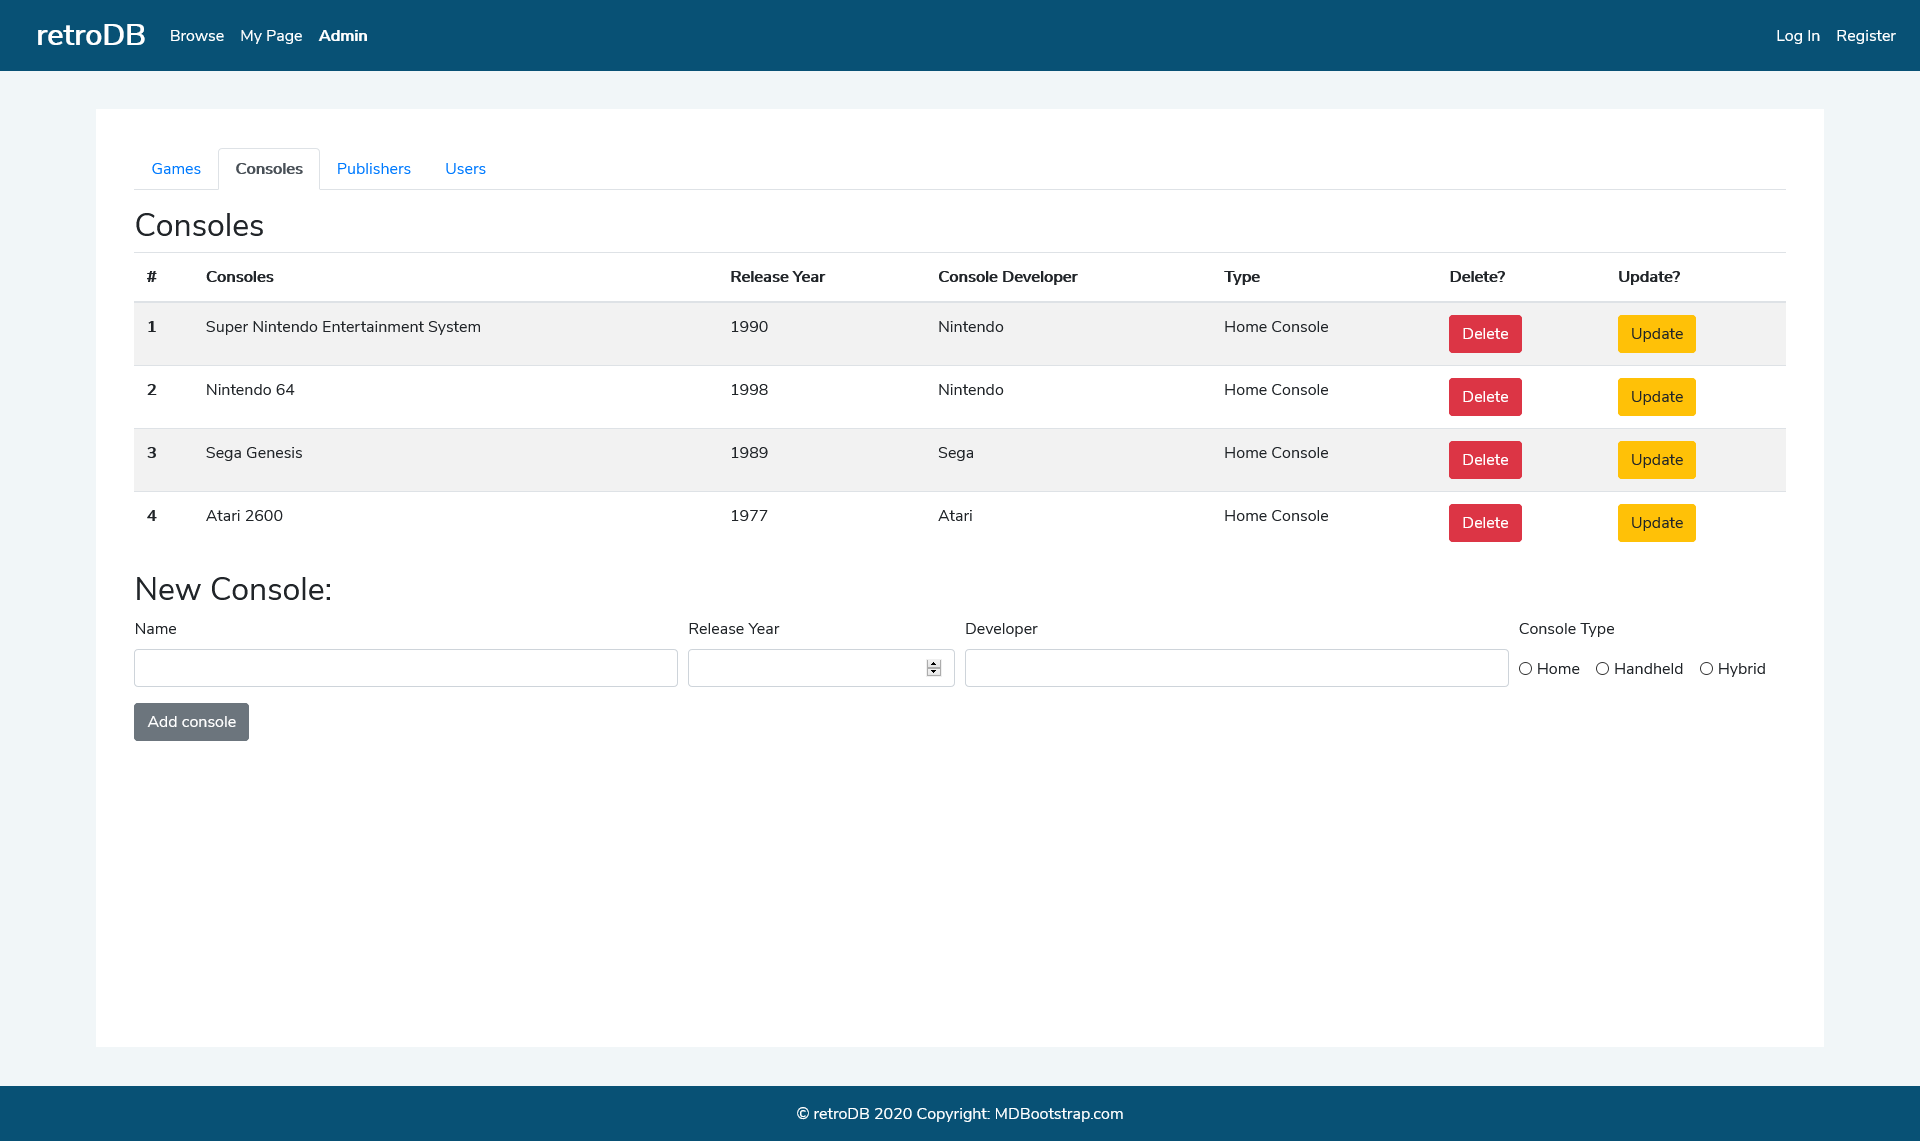 retroDB Browse My Page Admin Log In Register
Games Consoles Publishers Users
Consoles
# Consoles Release Year Console Developer Type Delete? Update?
1 Super Nintendo Entertainment System 1990 Nintendo Home Console Delete Update
2 Nintendo 64 1998 Nintendo Home Console Delete Update
3 Sega Genesis 1989 Sega Home Console Delete Update
4 Atari 2600 1977 Atari Home Console Delete Update
New Console:
Name Release Year Developer Console Type
Home Handheld Hybrid
Add console
© retroDB 2020 Copyright: MDBootstrap.com